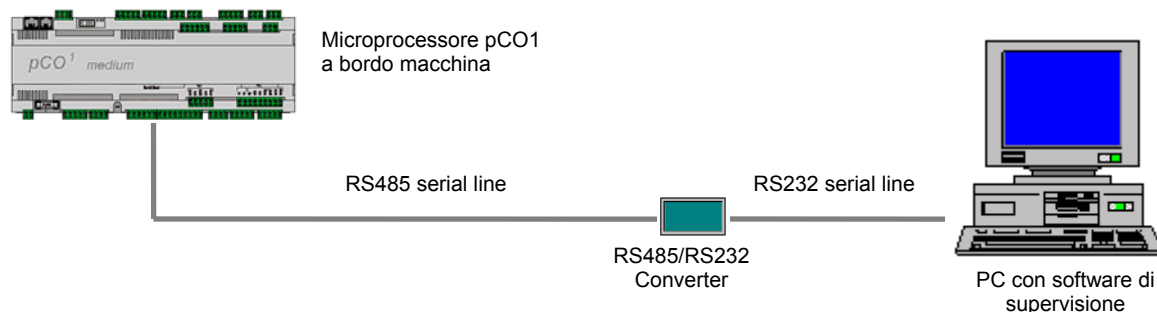 Microprocessore pCO1
a bordo macchina
pCO1 medium
RS485 serial line
RS232 serial line
RS485/RS232
Converter
PC con software di
supervisione